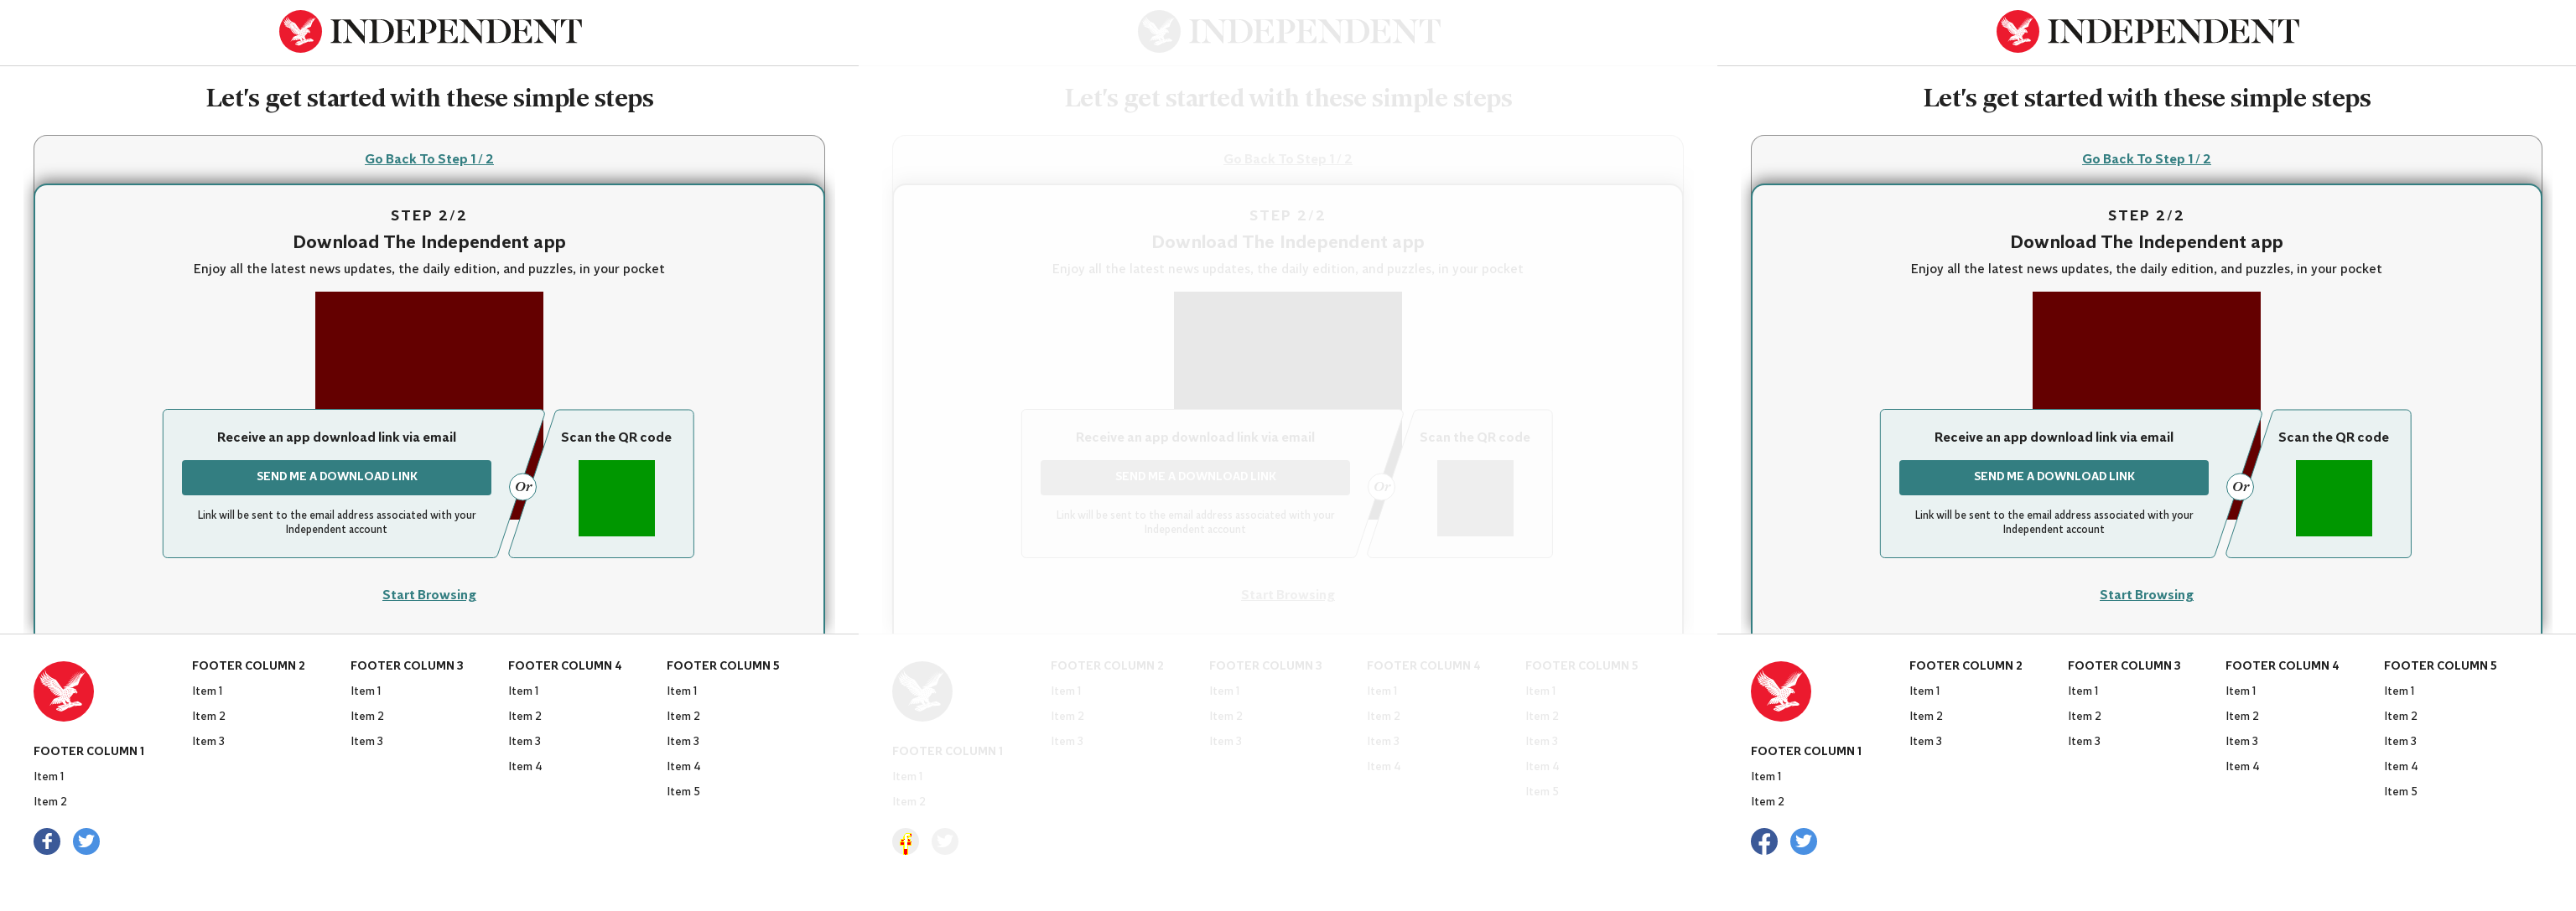 INDEPENDENT
Let's get started with these simple steps
Go Back To Step 1 / 2
STEP 2/2
Download The Independent app
Enjoy all the latest news updates, the daily edition, and puzzles, in your pocket
Receive an app download link via email
SEND ME A DOWNLOAD LINK
Link will be sent to the email address associated with your
Independent account
Or
Scan the QR code
Start Browsing
FOOTER COLUMN 1
Item 1
Item 2
FOOTER COLUMN 2
Item 1
Item 2
Item 3
FOOTER COLUMN 3
Item 1
Item 2
Item 3
FOOTER COLUMN 4
Item 1
Item 2
Item 3
Item 4
FOOTER COLUMN 5
Item 1
Item 2
Item 3
Item 4
Item 5
INDEPENDENT
Let's get started with these simple steps
Go Back To Step 1 / 2
STEP 2/2
Download The Independent app
Enjoy all the latest news updates, the daily edition, and puzzles, in your pocket
Receive an app download link via email
SEND ME A DOWNLOAD LINK
Link will be sent to the email address associated with your
Independent account
Or
Scan the QR code
Start Browsing
FOOTER COLUMN 1
Item 1
Item 2
FOOTER COLUMN 2
Item 1
Item 2
Item 3
FOOTER COLUMN 3
Item 1
Item 2
Item 3
FOOTER COLUMN 4
Item 1
Item 2
Item 3
Item 4
FOOTER COLUMN 5
Item 1
Item 2
Item 3
Item 4
Item 5
INDEPENDENT
Let's get started with these simple steps
Go Back To Step 1 / 2
STEP 2/2
Download The Independent app
Enjoy all the latest news updates, the daily edition, and puzzles, in your pocket
Receive an app download link via email
SEND ME A DOWNLOAD LINK
Link will be sent to the email address associated with your
Independent account
Or
Scan the QR code
Start Browsing
FOOTER COLUMN 1
Item 1
Item 2
FOOTER COLUMN 2
Item 1
Item 2
Item 3
FOOTER COLUMN 3
Item 1
Item 2
Item 3
FOOTER COLUMN 4
Item 1
Item 2
Item 3
Item 4
FOOTER COLUMN 5
Item 1
Item 2
Item 3
Item 4
Item 5